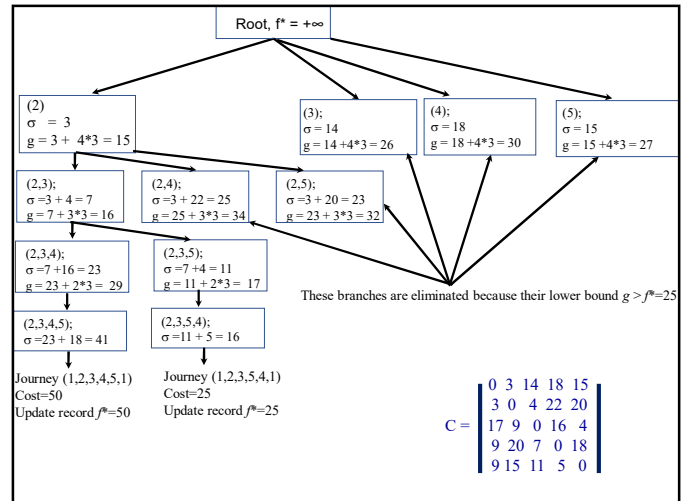 Root, f* = +∞
(2)
σ = 3
g = 3 + 4*3 = 15
(3);
σ = 14
g = 14 +4*3 = 26
(4);
σ = 18
g = 18 +4*3 = 30
(5);
σ = 15
g = 15 +4*3 = 27
(2,3);
σ =3 + 4 = 7
g = 7 + 3*3 = 16
(2,4);
σ =3 + 22 = 25
g = 25 + 3*3 = 34
(2,5);
σ =3 + 20 = 23
g = 23 + 3*3 = 32
(2,3,4);
σ =7 +16 = 23
g = 23 + 2*3 = 29
(2,3,5);
σ =7 +4 = 11
g = 11 + 2*3 = 17
These branches are eliminated because their lower bound g > f*=25
(2,3,4,5);
σ =23 + 18 = 41
(2,3,5,4);
σ =11 + 5 = 16
Journey (1,2,3,4,5,1)
Cost=50
Update record f*=50
Journey (1,2,3,5,4,1)
Cost=25
Update record f*=25
C =
0 3 14 18 15
3 0 4 22 20
17 9 0 16 4
9 20 7 0 18
9 15 11 5 0